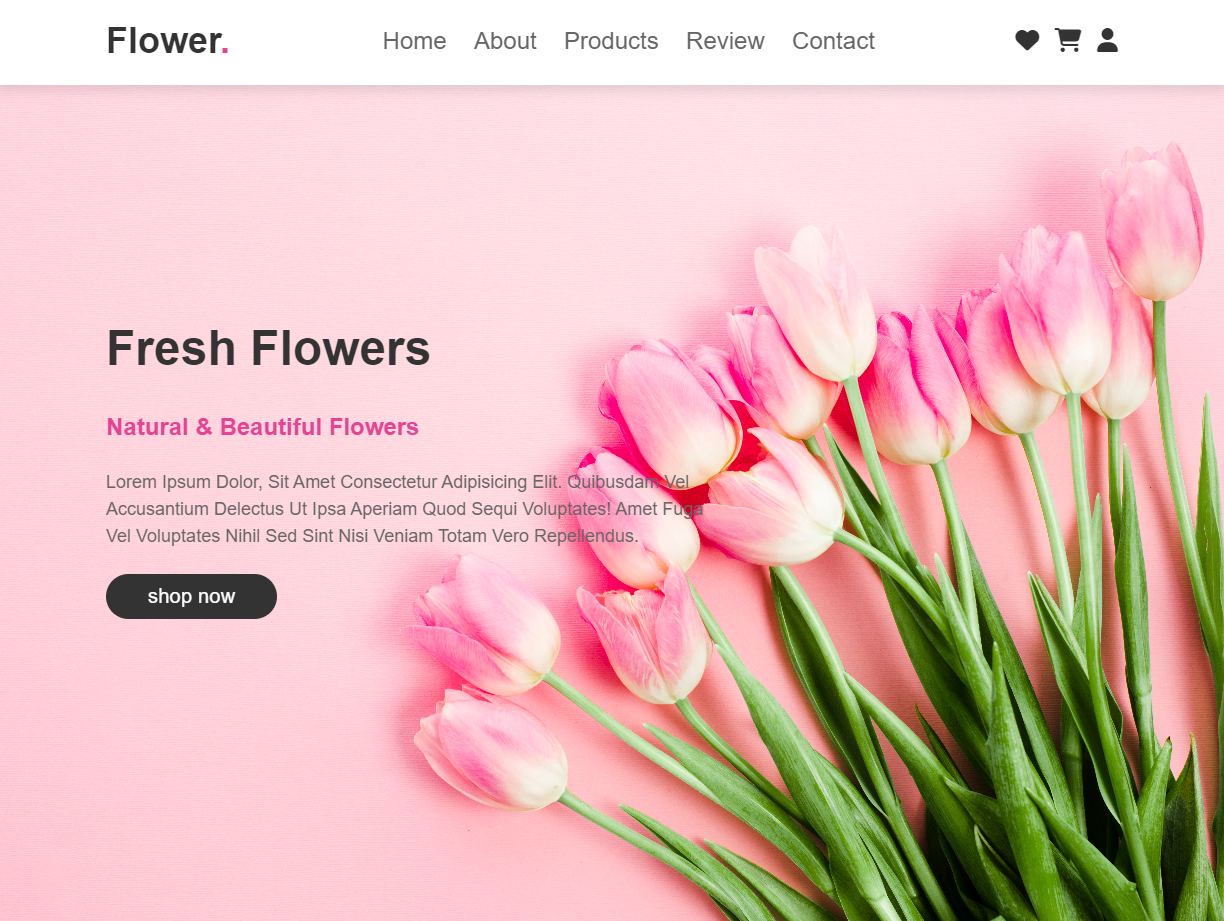 Flower.
Home About Products Review Contact
Fresh Flowers
Natural & Beautiful Flowers
Lorem Ipsum Dolor, Sit Amet Consectetur Adipisicing Elit. Quibusdam Vel
Accusantium Delectus Ut Ipsa Aperiam Quod Sequi Voluptates! Amet Fuga
Vel Voluptates Nihil Sed Sint Nisi Veniam Totam Vero Repellendus.
shop now